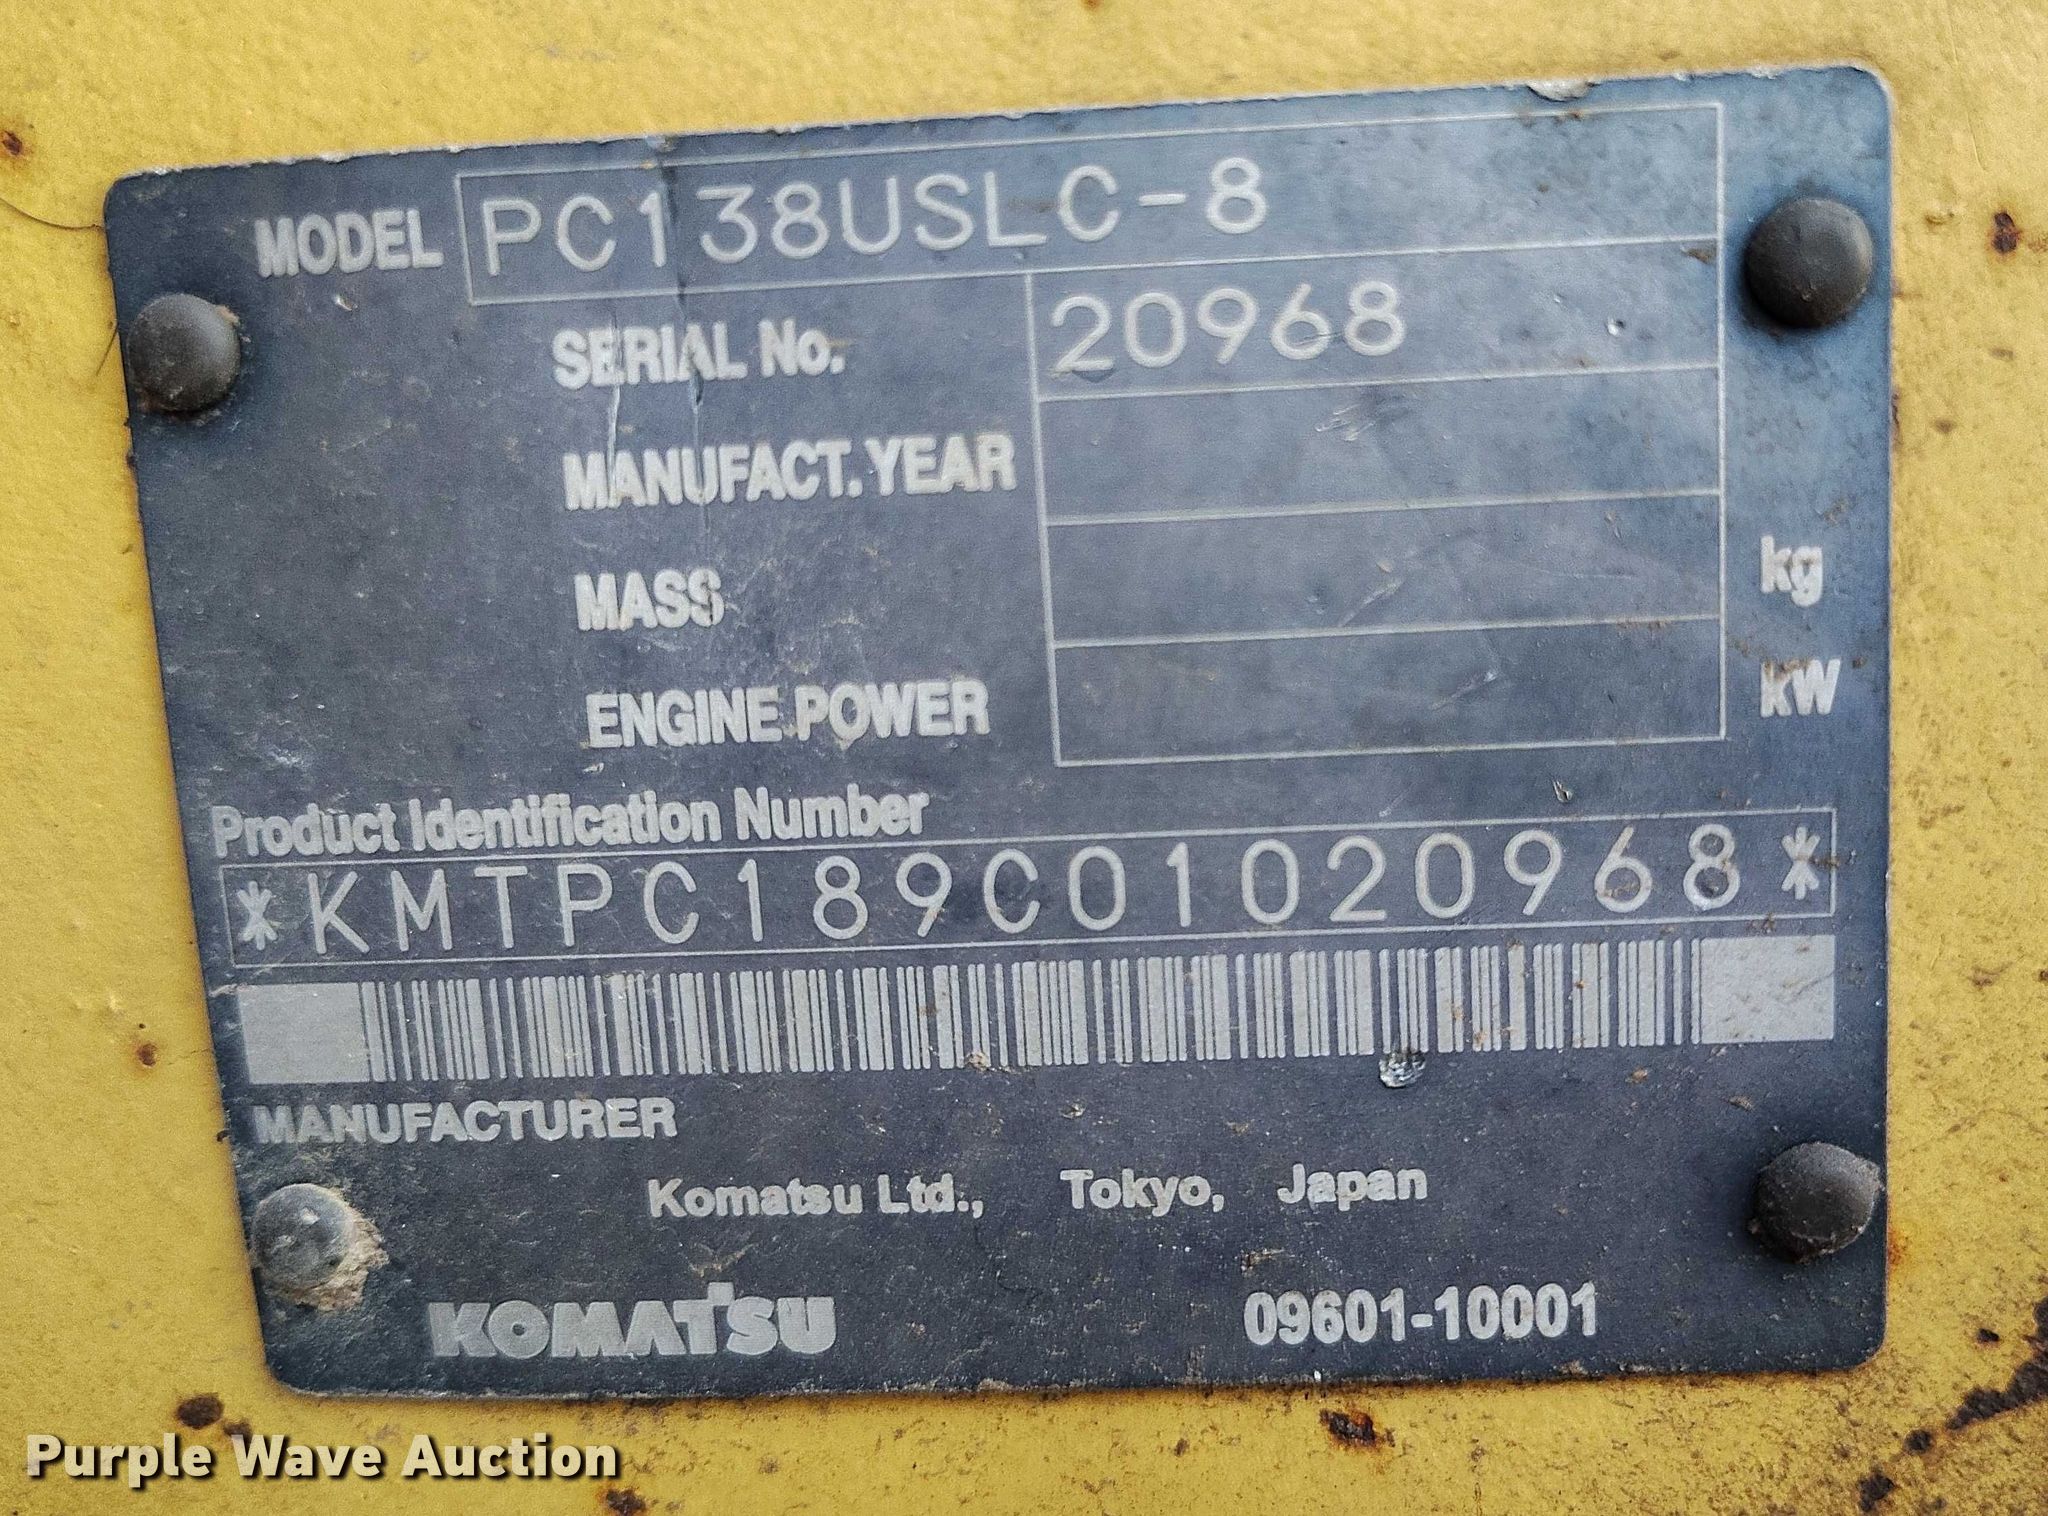 MODEL PC138USLC-8
SERIAL No. 20968
MANUFACT. YEAR
MASS kg
ENGINE POWER kW
Product Identification Number
*KMTPC189C01020968*
MANUFACTURER
Komatsu Ltd., Tokyo, Japan
KOMATSU 09601-10001
Purple Wave Auction